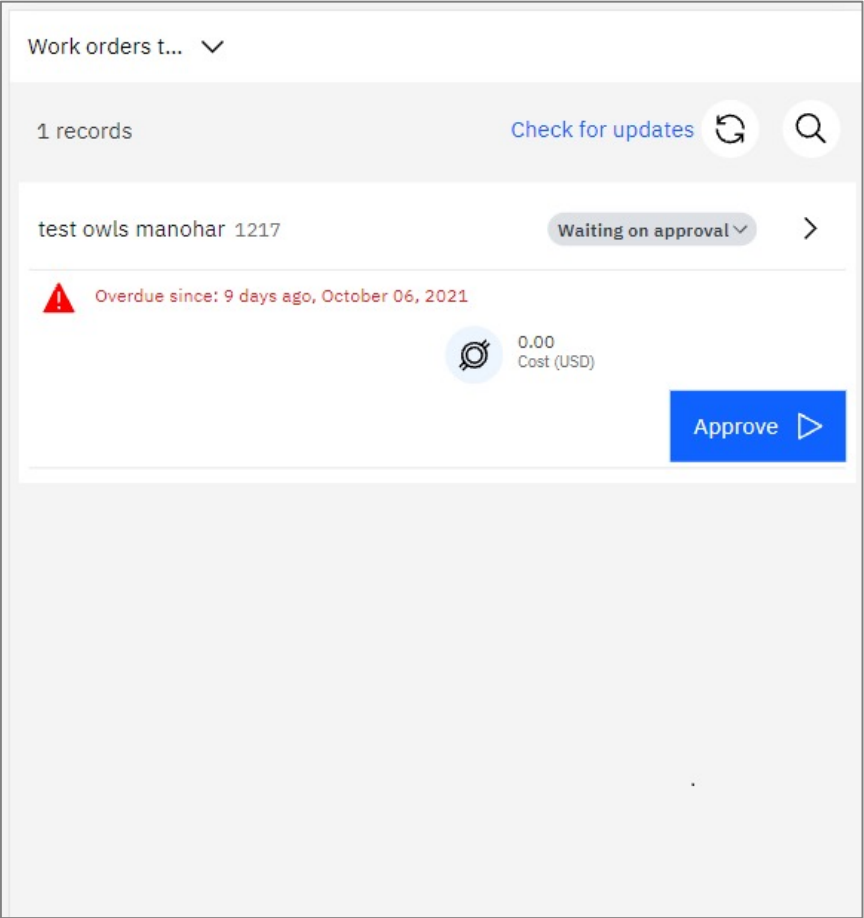 Work orders t...
1 records
Check for updates
test owls manohar 1217
Waiting on approval
Overdue since: 9 days ago, October 06, 2021
0.00
Cost (USD)
Approve